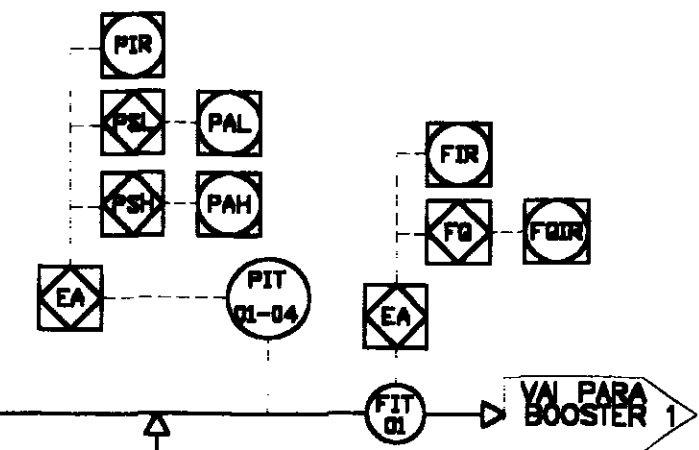 PIR
PSL PAL
FIR
PSH PAH
FQ FQIR
PIT
01-04
EA
EA
FIT
01
VAI PARA
BOOSTER 1